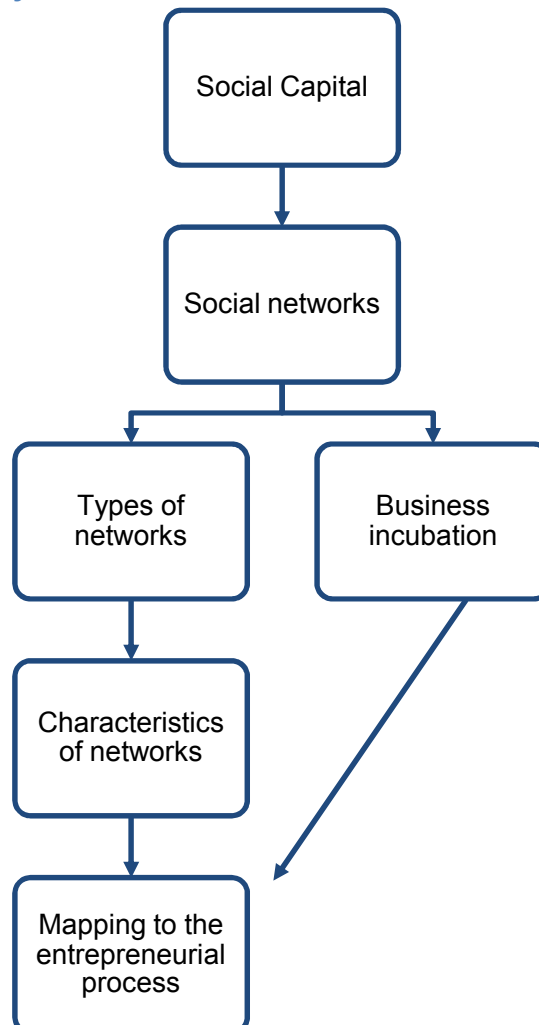 Social Capital
Social networks
Types of
networks
Business
incubation
Characteristics
of networks
Mapping to the
entrepreneurial
process